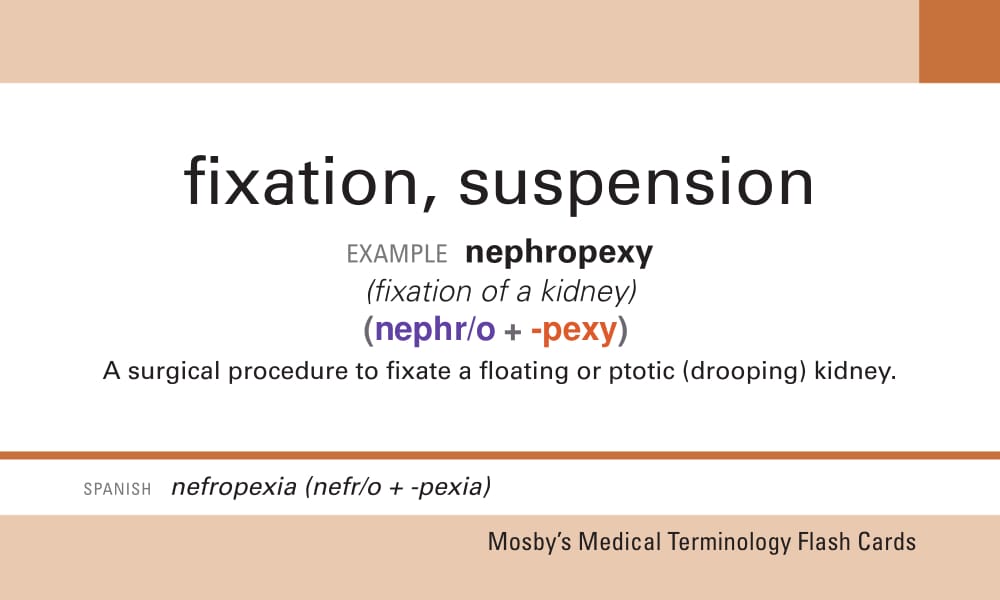 fixation, suspension
EXAMPLE nephropexy
(fixation of a kidney)
(nephr/o + -pexy)
A surgical procedure to fixate a floating or ptotic (drooping) kidney.
SPANISH nefropexia (nefr/o + -pexia)
Mosby's Medical Terminology Flash Cards